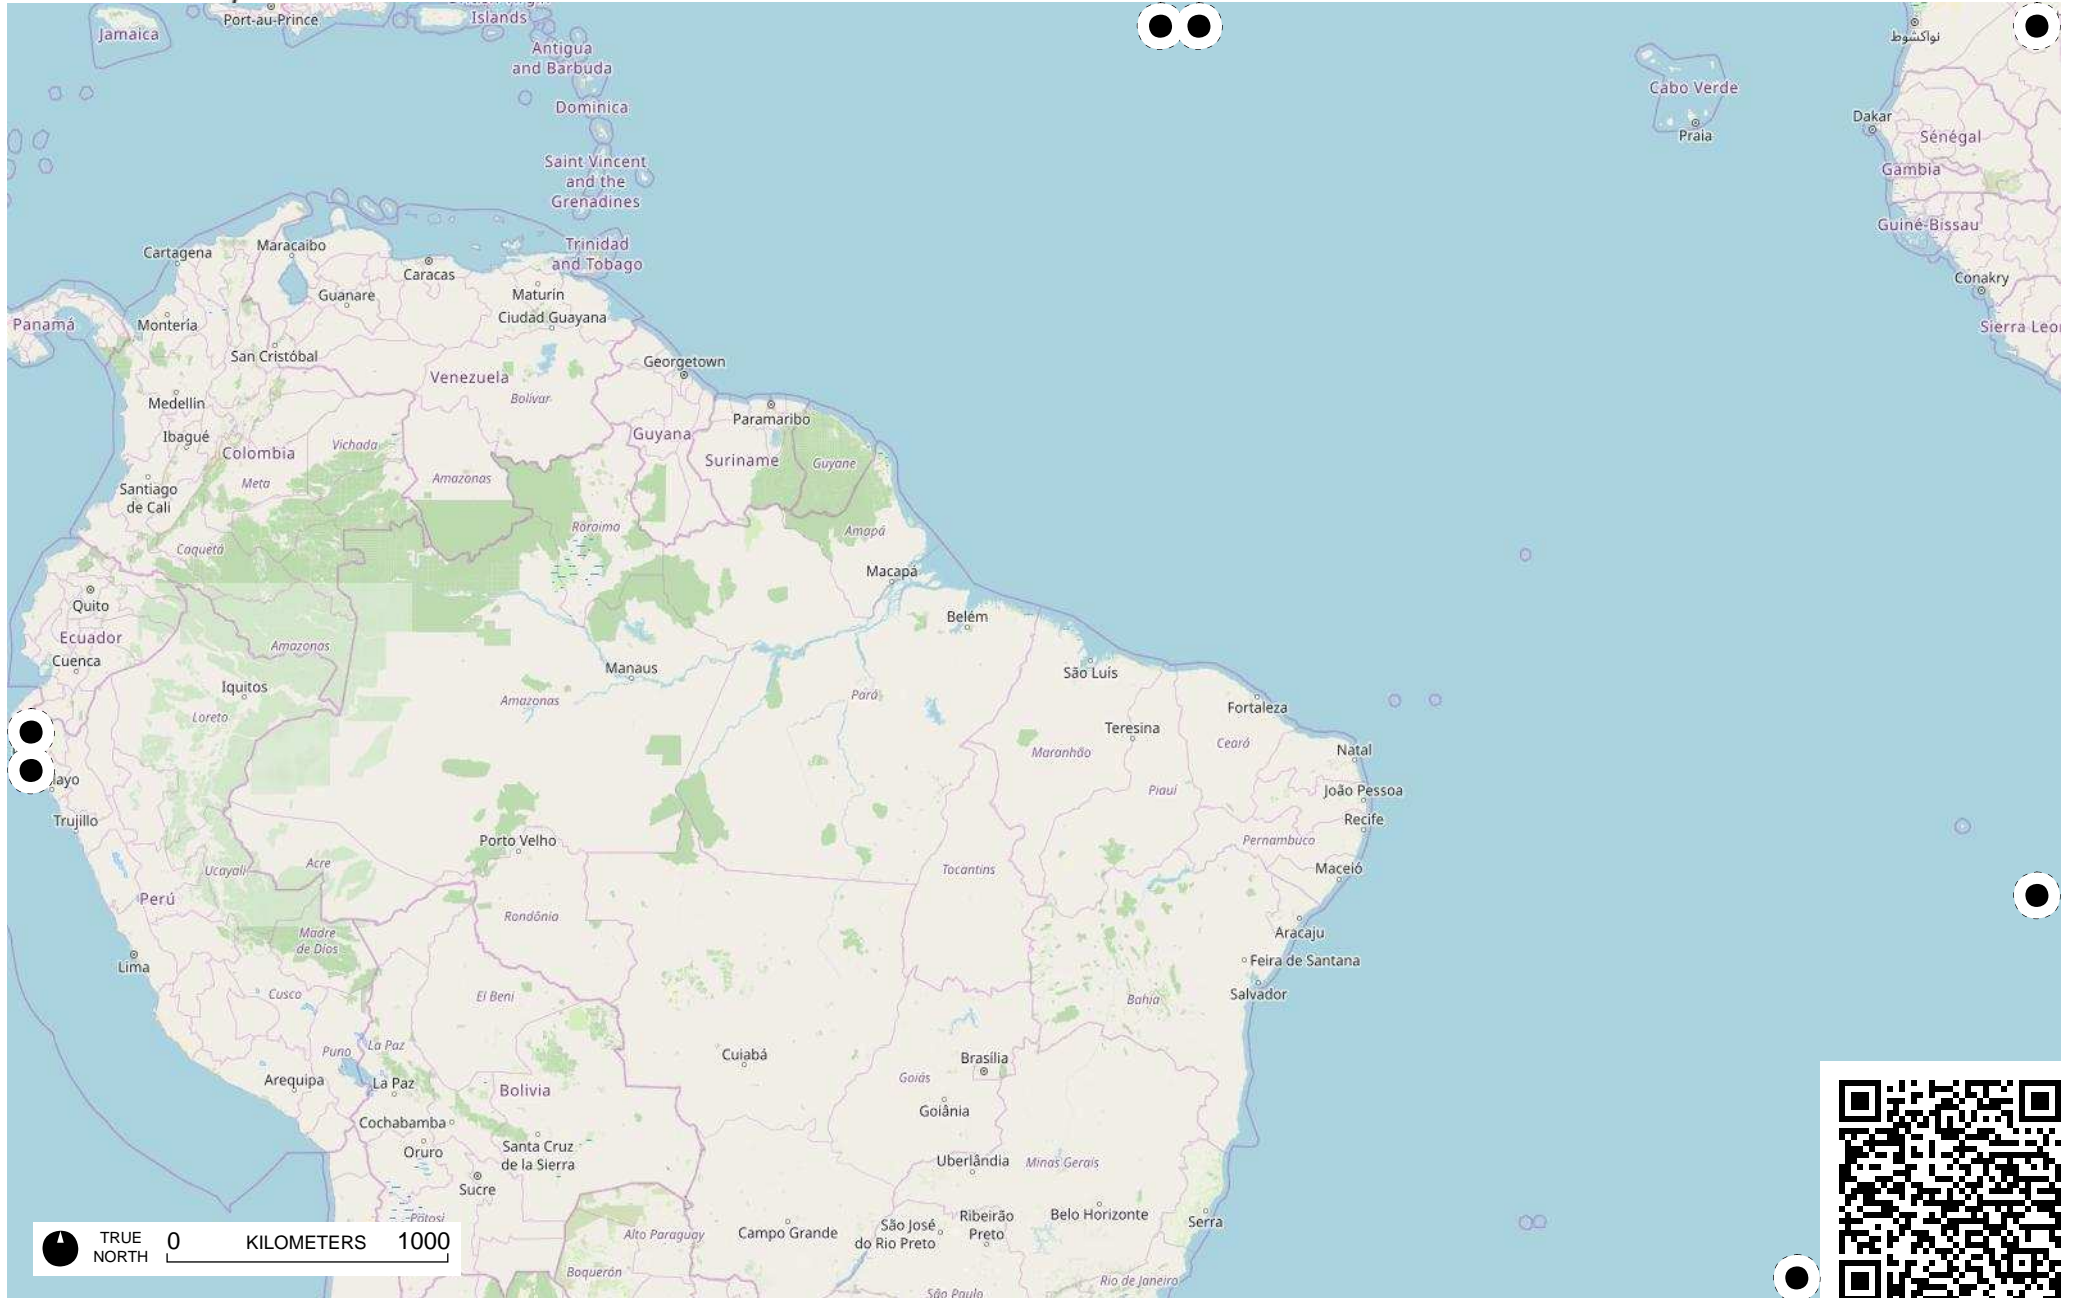 Port-au-Prince
Islands
Jamaica
نواكشوط
Antigua
and Barbuda
Cabo Verde
Dominica
Dakar
Praia
Sénégal
Saint Vincent
and the
Grenadines
Gambia
Guiné-Bissau
Cartagena
Maracaibo
Trinidad
and Tobago
Caracas
Conakry
Guanare
Maturín
Ciudad Guayana
Panamá
Montería
Sierra Leo
San Cristóbal
Georgetown
Venezuela
Bolívar
Medellín
Paramaribo
Ibagué
Vichada
Guyana
Colombia
Suriname
Guyane
Meta
Amazonas
Santiago
de Cali
Roraima
Amapá
Caquetá
Macapá
Quito
Belém
Ecuador
Amazonas
Cuenca
Manaus
São Luís
Iquitos
Amazonas
Pará
Loreto
Fortaleza
Teresina
Ceará
Maranhão
Natal
layo
Piauí
João Pessoa
Trujillo
Recife
Porto Velho
Pernambuco
Acre
Ucayali
Tocantins
Maceió
Perú
Rondônia
Madre
de Dios
Aracaju
Lima
Feira de Santana
Cusco
El Beni
Bahia
Salvador
Puno
La Paz
Cuiabá
Brasília
Arequipa
La Paz
Bolivia
Goiás
Goiânia
Cochabamba
Oruro
Santa Cruz
de la Sierra
Uberlândia
Minas Gerais
Sucre
Potosí
Alto Paraguay
Campo Grande
São José
do Rio Preto
Ribeirão
Preto
Belo Horizonte
Serra
Boquerón
Rio de Janeiro
São Paulo
TRUE
NORTH
0 KILOMETERS 1000